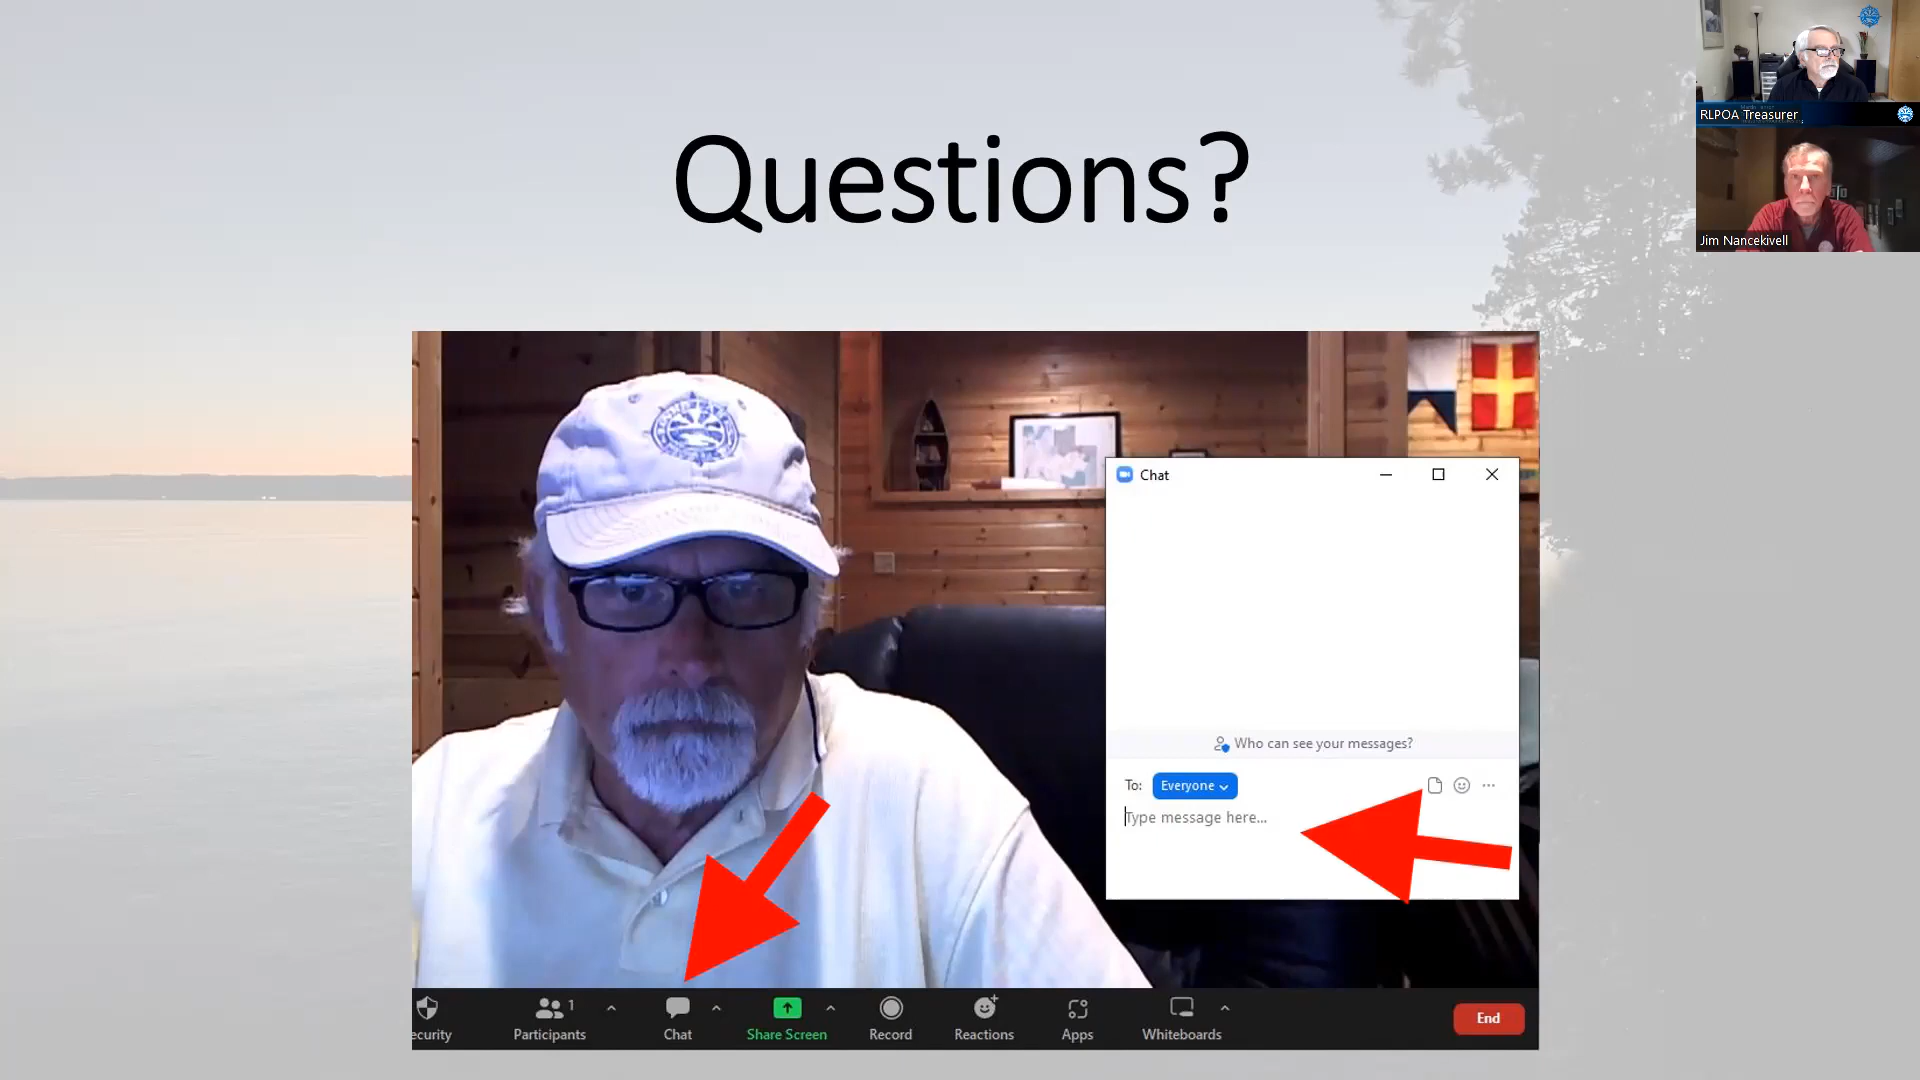 Questions?
RLPOA Treasurer
Jim Nancekivell
Chat
Who can see your messages?
To: Everyone
Type message here...
ecurity
Participants 1
Chat
Share Screen
Record
Reactions
Apps
Whiteboards
End